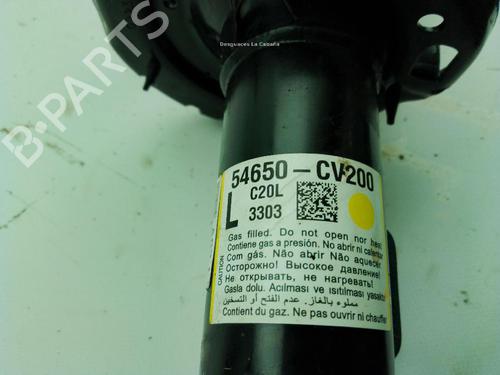 Desguaces La Cabaña
B-PARTS
54650-CV200
L
C20L
3303
CAUTION
Gas filled. Do not open nor heat
Contiene gas a presión. No abrir ni calentar
Com gás. Não abrir Não aquecer
Осторожно! Высокое давление!
Не открывать, не нагревать!
Gasla dolu. Acılması ve ısıtılması yasaktır
مملوء بالغاز. عدم الفتح أو التسخين
Contient du gaz. Ne pas ouvrir ni chauffer